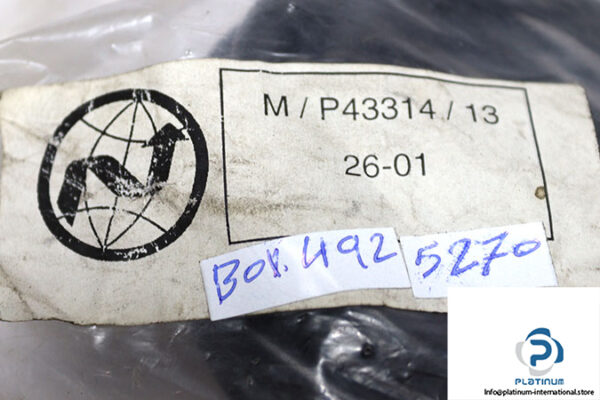 M / P43314 / 13
26-01
Box. 492
5270
PLATINUM
Info@platinum-international.store